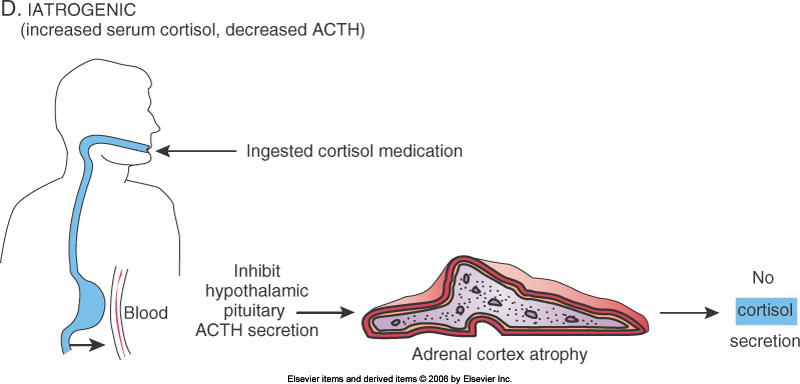 D. IATROGENIC
(increased serum cortisol, decreased ACTH)
Ingested cortisol medication
Blood
Inhibit
hypothalamic
pituitary
ACTH secretion
Adrenal cortex atrophy
No
cortisol
secretion
Elsevier items and derived items © 2006 by Elsevier Inc.